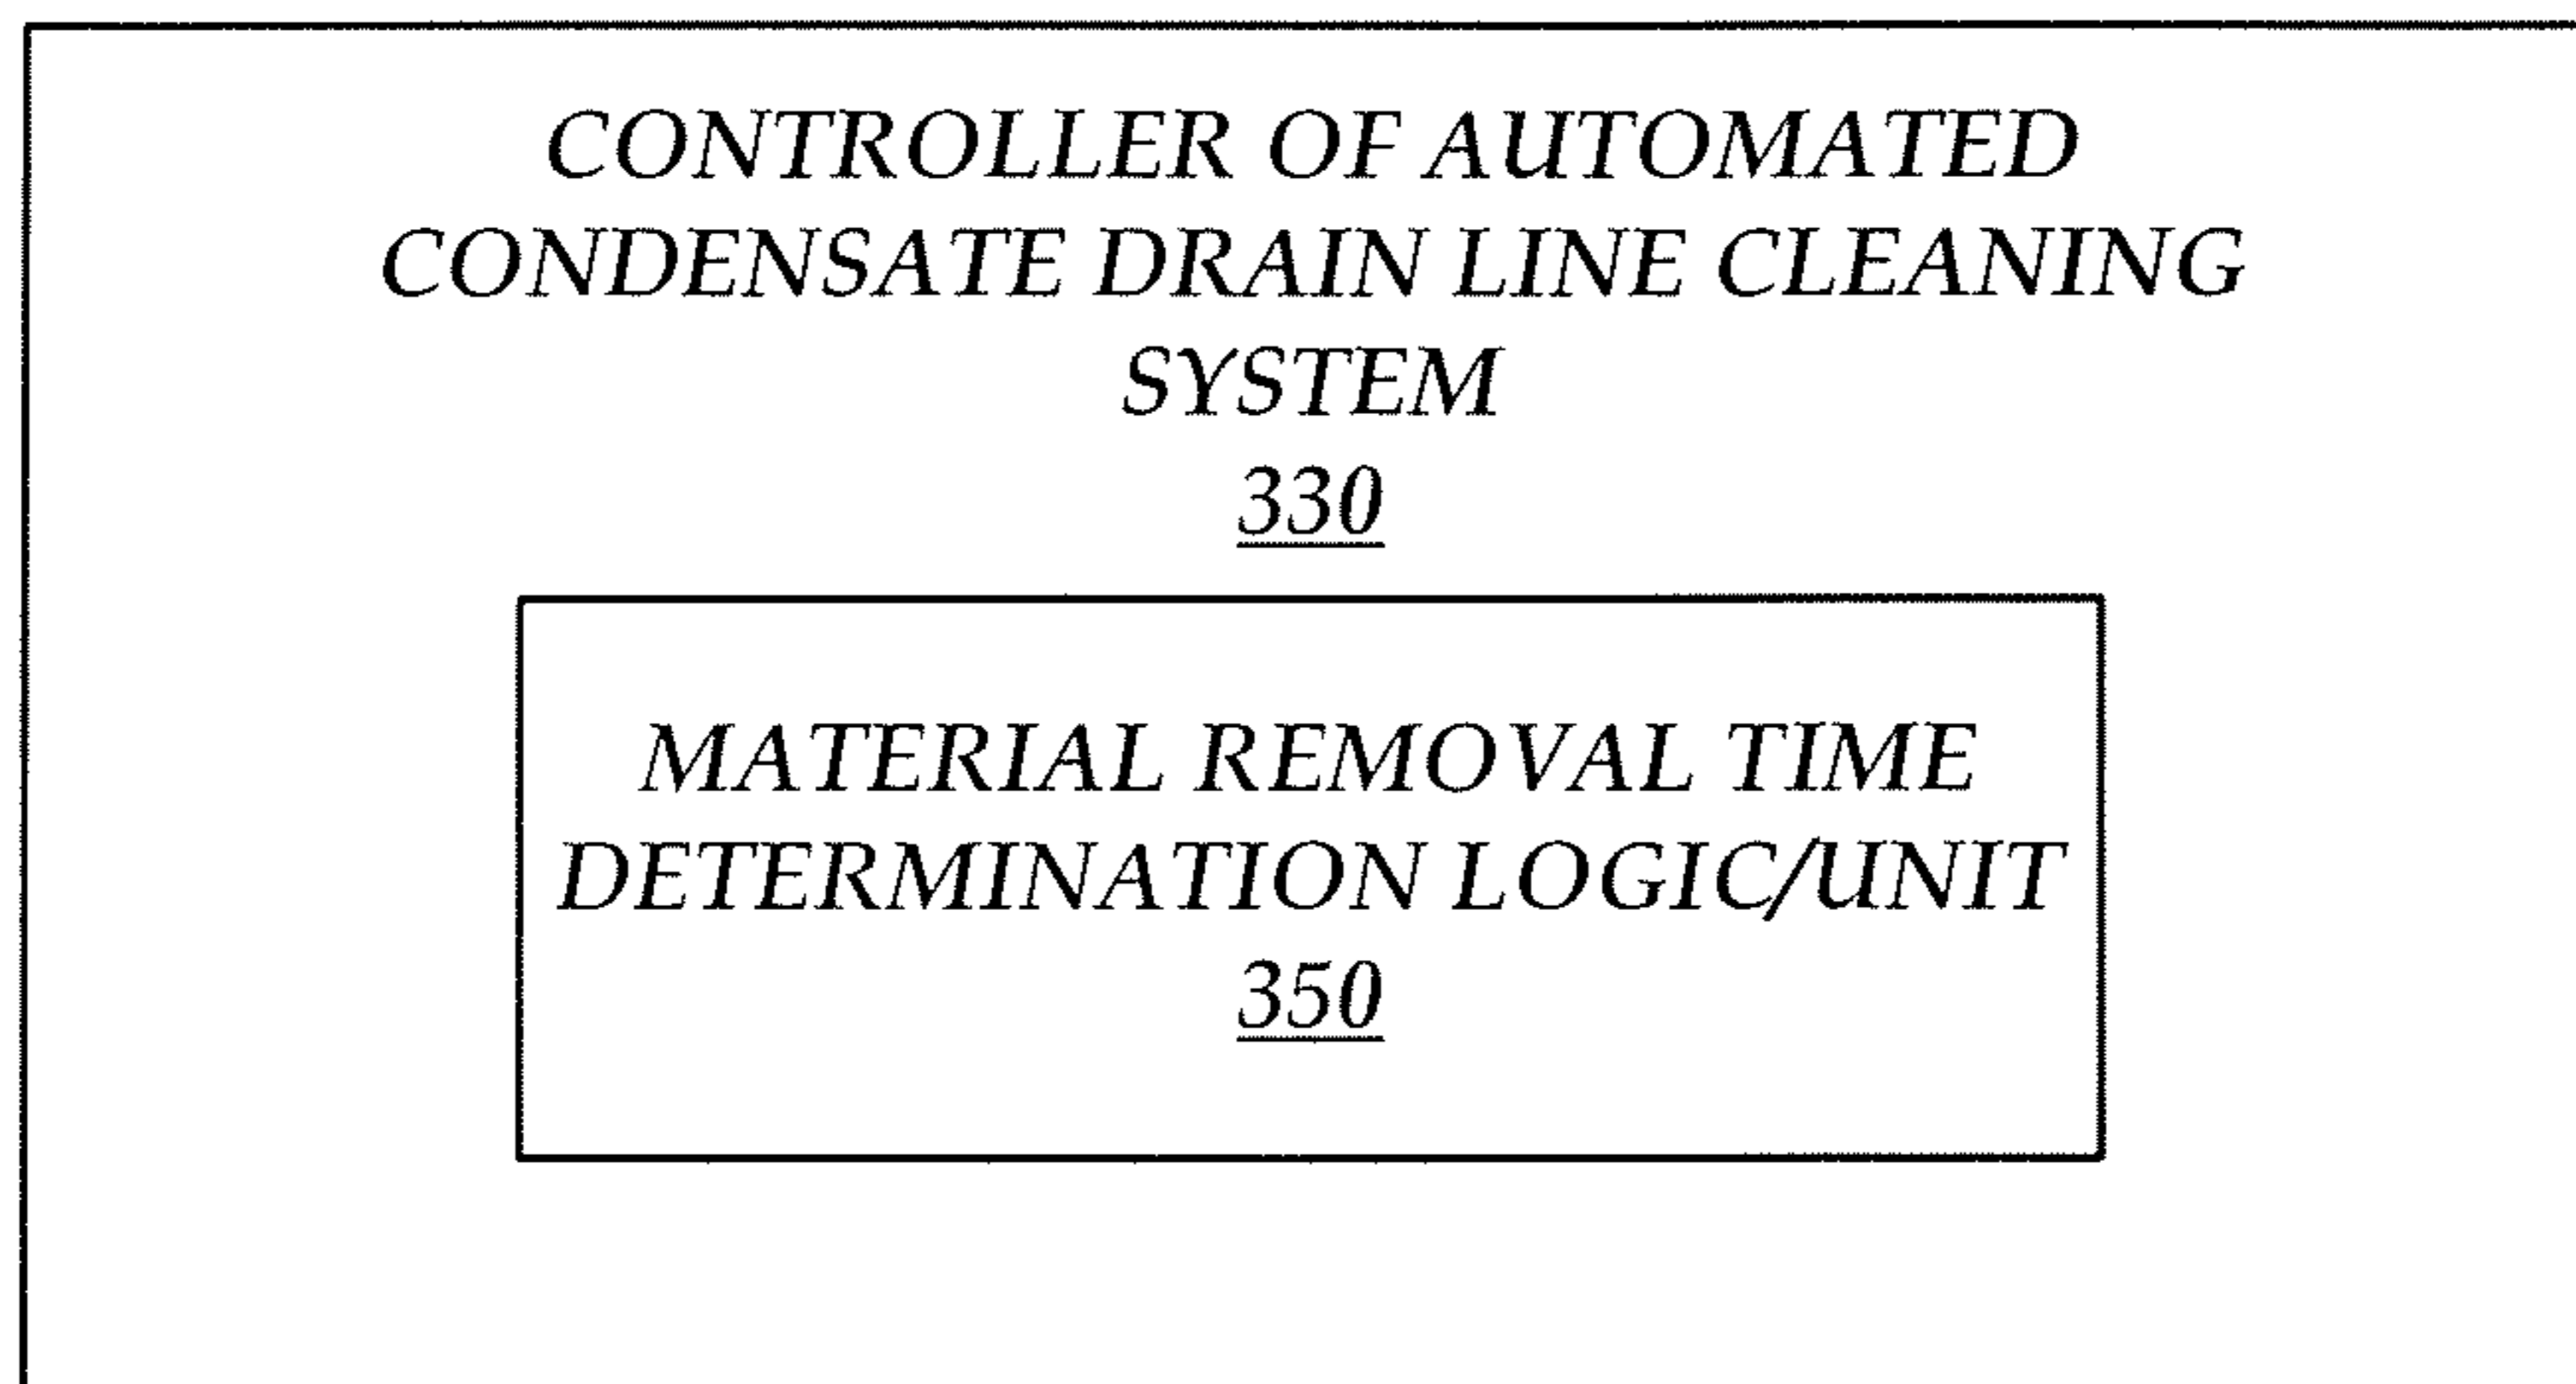 CONTROLLER OF AUTOMATED
CONDENSATE DRAIN LINE CLEANING
SYSTEM
330
MATERIAL REMOVAL TIME
DETERMINATION LOGIC/UNIT
350